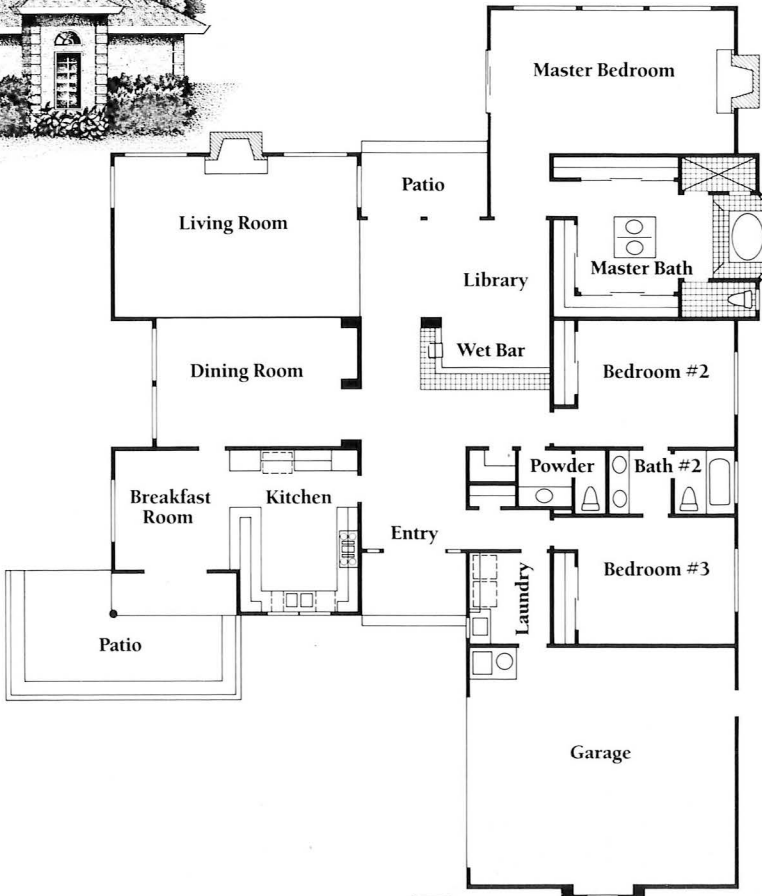 Master Bedroom
Patio
Living Room
Library
Master Bath
Wet Bar
Dining Room
Bedroom #2
Powder
Bath #2
Breakfast
Room
Kitchen
Entry
Laundry
Bedroom #3
Patio
Garage